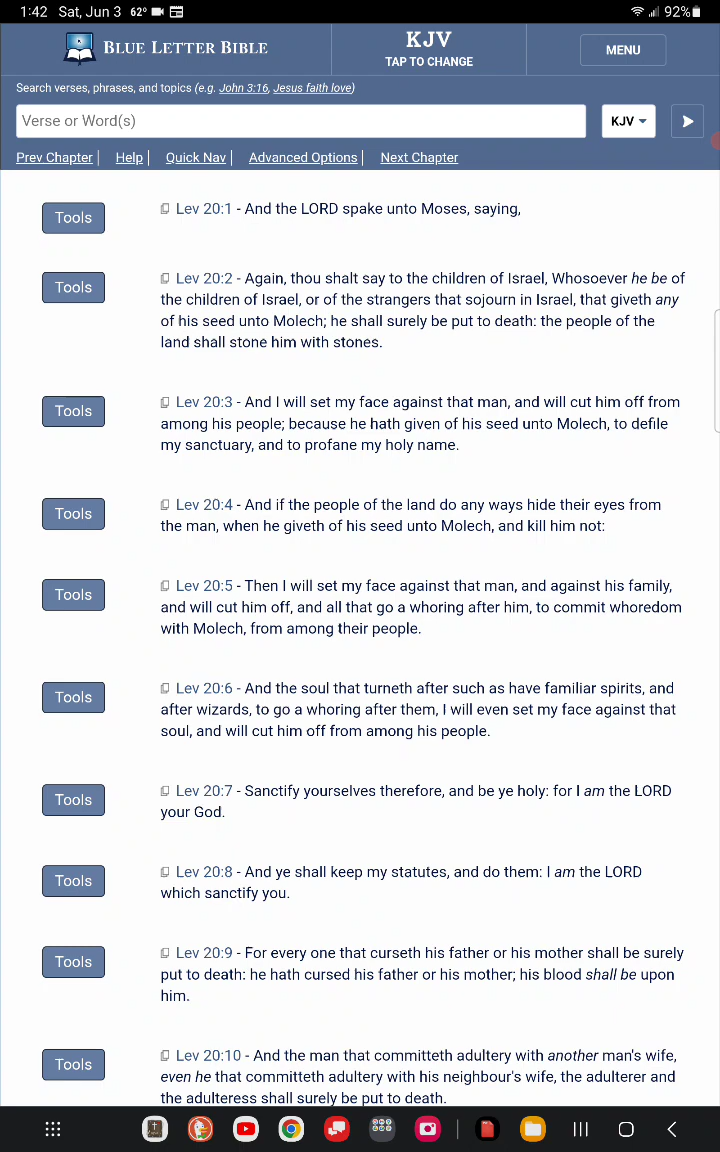 1:42 Sat, Jun 3 62° 92%
BLUE LETTER BIBLE
KJV
TAP TO CHANGE
MENU
Search verses, phrases, and topics (e.g. John 3:16, Jesus faith love)
Verse or Word(s)
KJV
Prev Chapter | Help | Quick Nav | Advanced Options | Next Chapter
Tools
Lev 20:1 - And the LORD spake unto Moses, saying,
Tools
Lev 20:2 - Again, thou shalt say to the children of Israel, Whosoever he be of
the children of Israel, or of the strangers that sojourn in Israel, that giveth any
of his seed unto Molech; he shall surely be put to death: the people of the
land shall stone him with stones.
Tools
Lev 20:3 - And I will set my face against that man, and will cut him off from
among his people; because he hath given of his seed unto Molech, to defile
my sanctuary, and to profane my holy name.
Tools
Lev 20:4 - And if the people of the land do any ways hide their eyes from
the man, when he giveth of his seed unto Molech, and kill him not:
Tools
Lev 20:5 - Then I will set my face against that man, and against his family,
and will cut him off, and all that go a whoring after him, to commit whoredom
with Molech, from among their people.
Tools
Lev 20:6 - And the soul that turneth after such as have familiar spirits, and
after wizards, to go a whoring after them, I will even set my face against that
soul, and will cut him off from among his people.
Tools
Lev 20:7 - Sanctify yourselves therefore, and be ye holy: for I am the LORD
your God.
Tools
Lev 20:8 - And ye shall keep my statutes, and do them: I am the LORD
which sanctify you.
Tools
Lev 20:9 - For every one that curseth his father or his mother shall be surely
put to death: he hath cursed his father or his mother; his blood shall be upon
him.
Tools
Lev 20:10 - And the man that committeth adultery with another man's wife,
even he that committeth adultery with his neighbour's wife, the adulterer and
the adulteress shall surely be put to death.